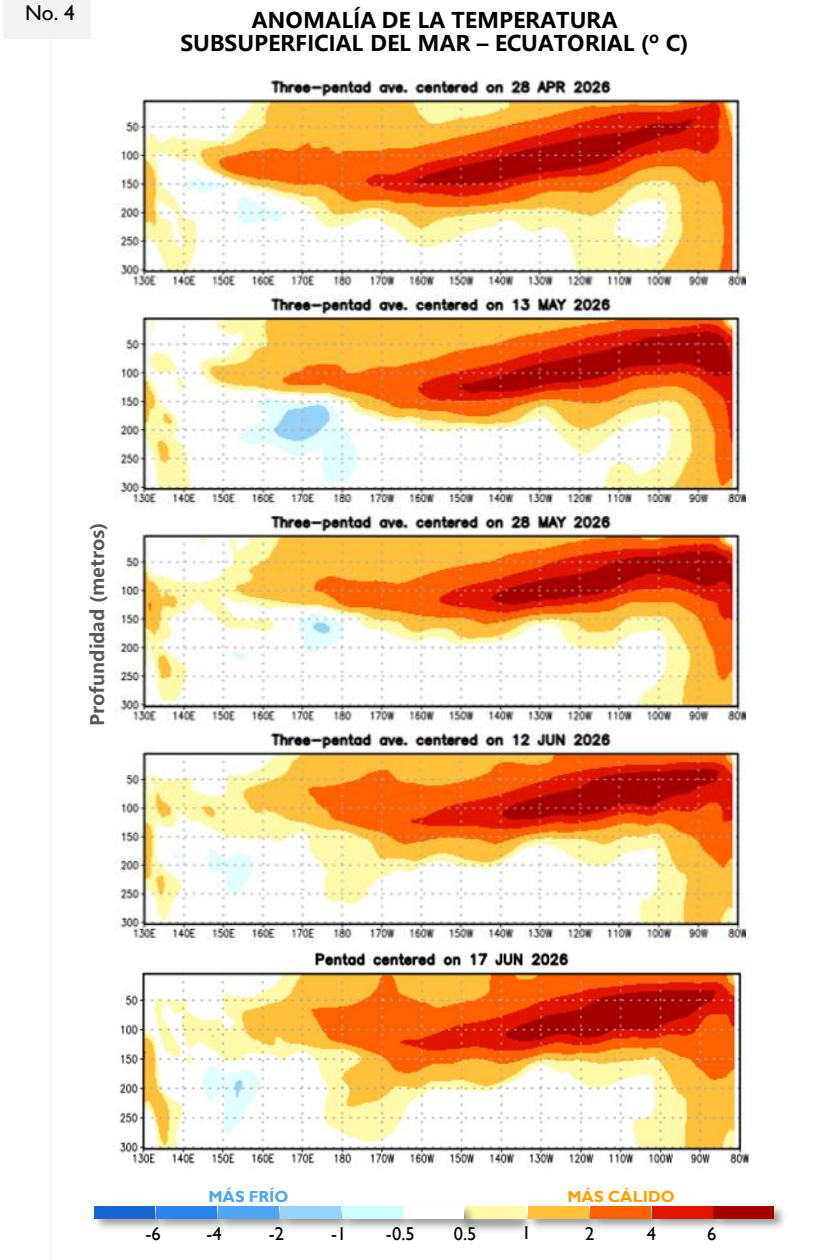 No. 4
ANOMALÍA DE LA TEMPERATURA
SUBSUPERFICIAL DEL MAR – ECUATORIAL (º C)
Three-pentad ave. centered on 28 APR 2026
50
100
150
200
250
300
130E 140E 150E 160E 170E 180 170W 160W 150W 140W 130W 120W 110W 100W 90W 80W
Three-pentad ave. centered on 13 MAY 2026
50
100
150
200
250
300
130E 140E 150E 160E 170E 180 170W 160W 150W 140W 130W 120W 110W 100W 90W 80W
Three-pentad ave. centered on 28 MAY 2026
Profundidad (metros)
50
100
150
200
250
300
130E 140E 150E 160E 170E 180 170W 160W 150W 140W 130W 120W 110W 100W 90W 80W
Three-pentad ave. centered on 12 JUN 2026
50
100
150
200
250
300
130E 140E 150E 160E 170E 180 170W 160W 150W 140W 130W 120W 110W 100W 90W 80W
Pentad centered on 17 JUN 2026
50
100
150
200
250
300
130E 140E 150E 160E 170E 180 170W 160W 150W 140W 130W 120W 110W 100W 90W 80W
MÁS FRÍO MÁS CÁLIDO
-6 -4 -2 -1 -0.5 0.5 1 2 4 6